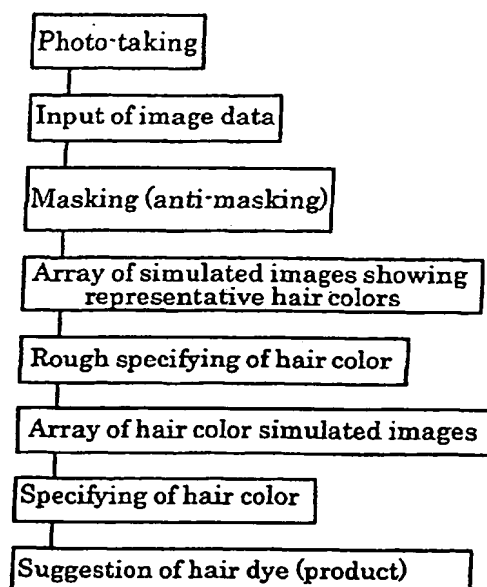 Photo-taking
Input of image data
Masking (anti-masking)
Array of simulated images showing
representative hair colors
Rough specifying of hair color
Array of hair color simulated images
Specifying of hair color
Suggestion of hair dye (product)